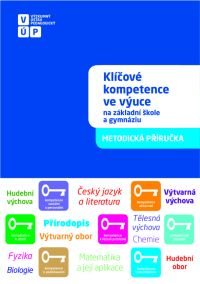 VÝZKUMNÝ
ÚSTAV
PEDAGOGICKÝ
V
Ú
P
Klíčové
kompetence
ve výuce
na základní škole
a gymnáziu
METODICKÁ PŘÍRUČKA
Hudební
výchova
Český jazyk
a literatura
Výtvarná
výchova
Přírodopis
Výtvarný obor
Tělesná
výchova
Chemie
Fyzika
Biologie
Matematika
a její aplikace
Hudební
obor